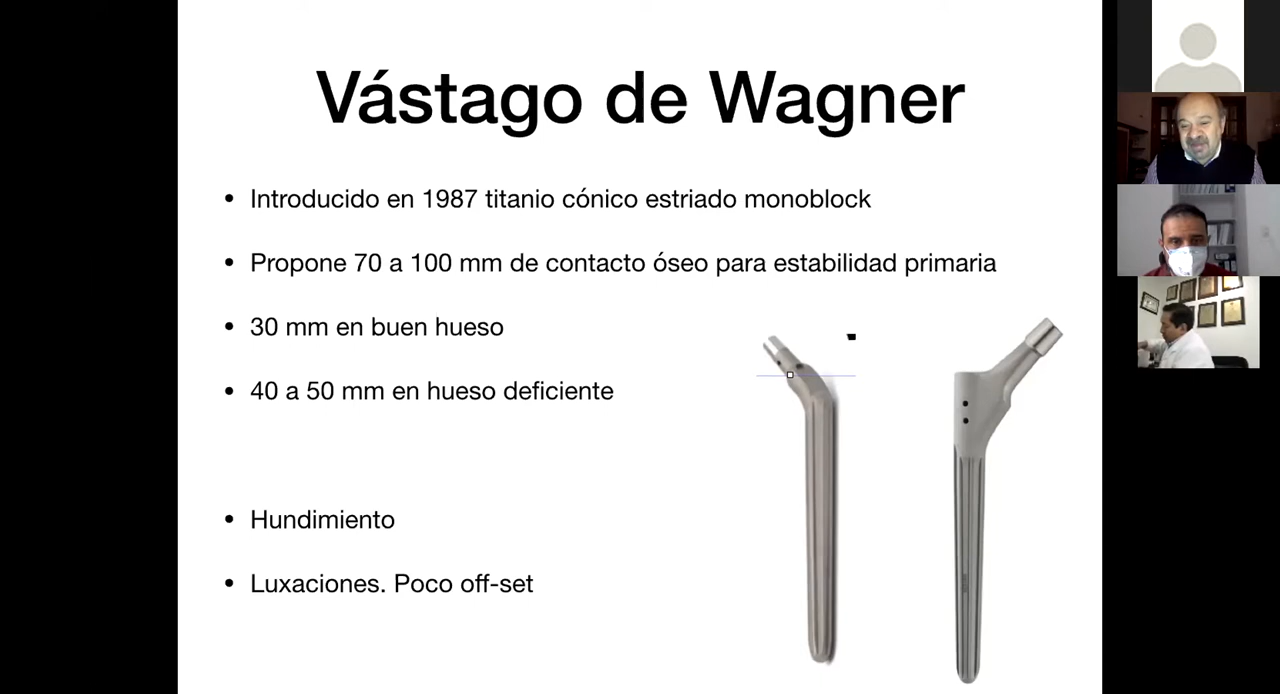 Vástago de Wagner
• Introducido en 1987 titanio cónico estriado monoblock
• Propone 70 a 100 mm de contacto óseo para estabilidad primaria
• 30 mm en buen hueso
• 40 a 50 mm en hueso deficiente
• Hundimiento
• Luxaciones. Poco off-set